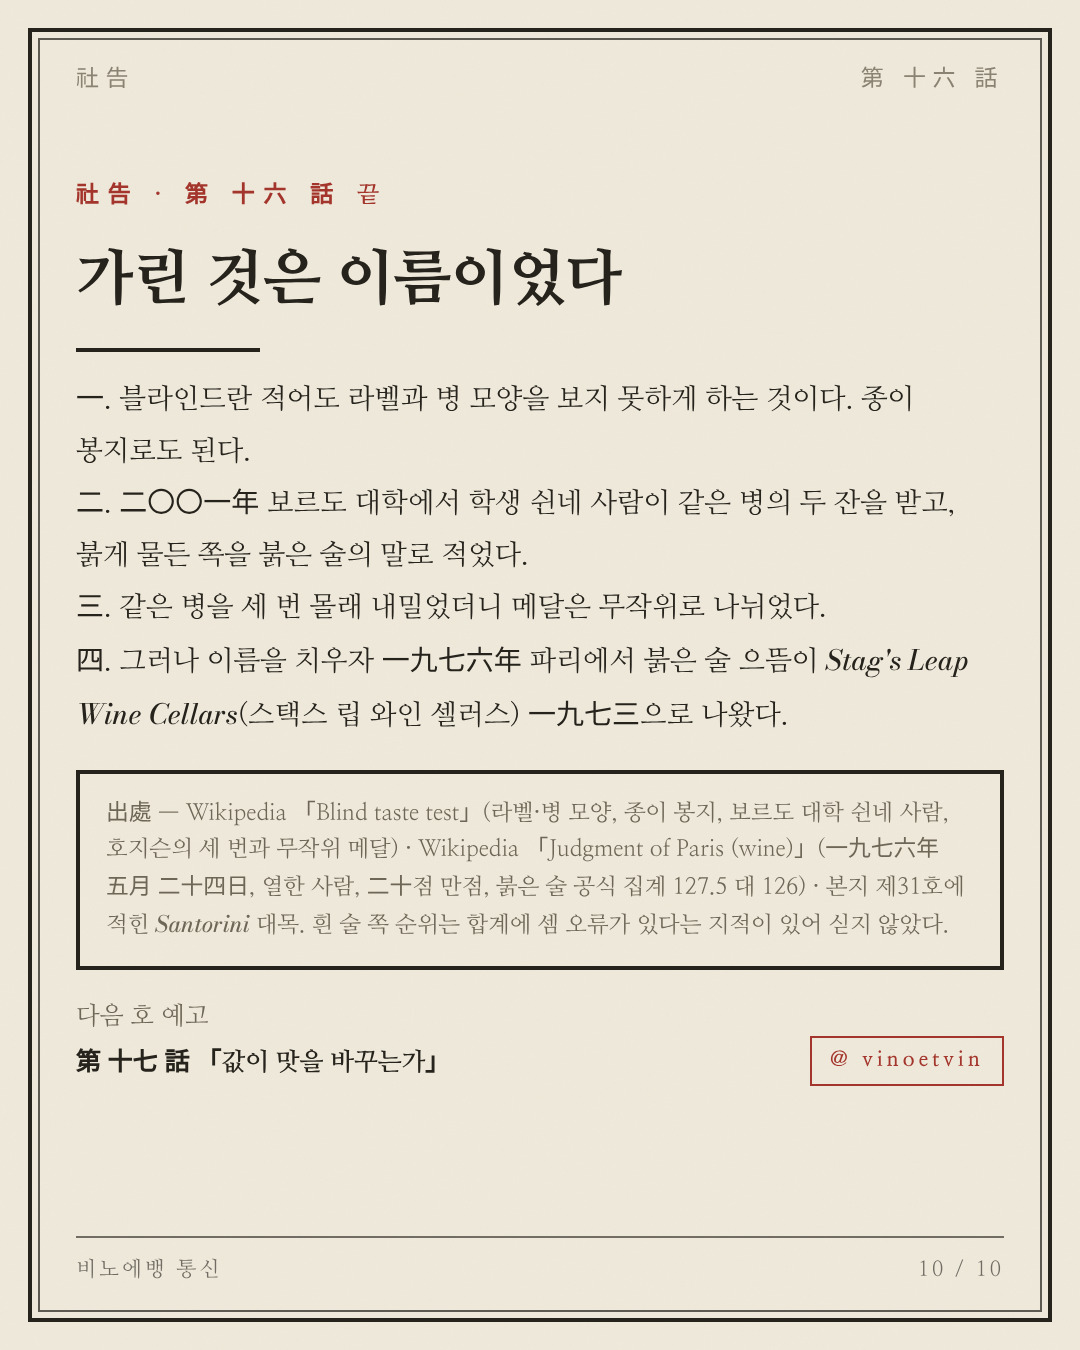 社告
第 十六 話
社告 · 第 十六 話 끝
가린 것은 이름이었다
一. 블라인드란 적어도 라벨과 병 모양을 보지 못하게 하는 것이다. 종이
봉지로도 된다.
二. 二〇〇一年 보르도 대학에서 학생 쉰네 사람이 같은 병의 두 잔을 받고,
붉게 물든 쪽을 붉은 술의 말로 적었다.
三. 같은 병을 세 번 몰래 내밀었더니 메달은 무작위로 나뉘었다.
四. 그러나 이름을 치우자 一九七六年 파리에서 붉은 술 으뜸이 Stag's Leap
Wine Cellars(스택스 립 와인 셀러스) 一九七三으로 나왔다.
出處 — Wikipedia 「Blind taste test」(라벨·병 모양, 종이 봉지, 보르도 대학 쉰네 사람,
호지슨의 세 번과 무작위 메달) · Wikipedia 「Judgment of Paris (wine)」(一九七六年
五月 二十四日, 열한 사람, 二十점 만점, 붉은 술 공식 집계 127.5 대 126) · 본지 제31호에
적힌 Santorini 대목. 흰 술 쪽 순위는 합계에 셈 오류가 있다는 지적이 있어 싣지 않았다.
다음 호 예고
第 十七 話 「값이 맛을 바꾸는가」
@ vinoetvin
비노에뱅 통신
10 / 10